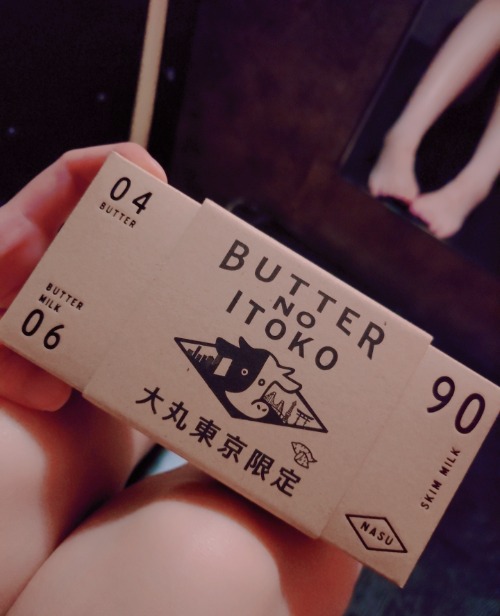 04
BUTTER
BUTTER
MILK
06
BUTTER
NO
ITOKO
大丸東京限定
90
SKIM MILK
NASU